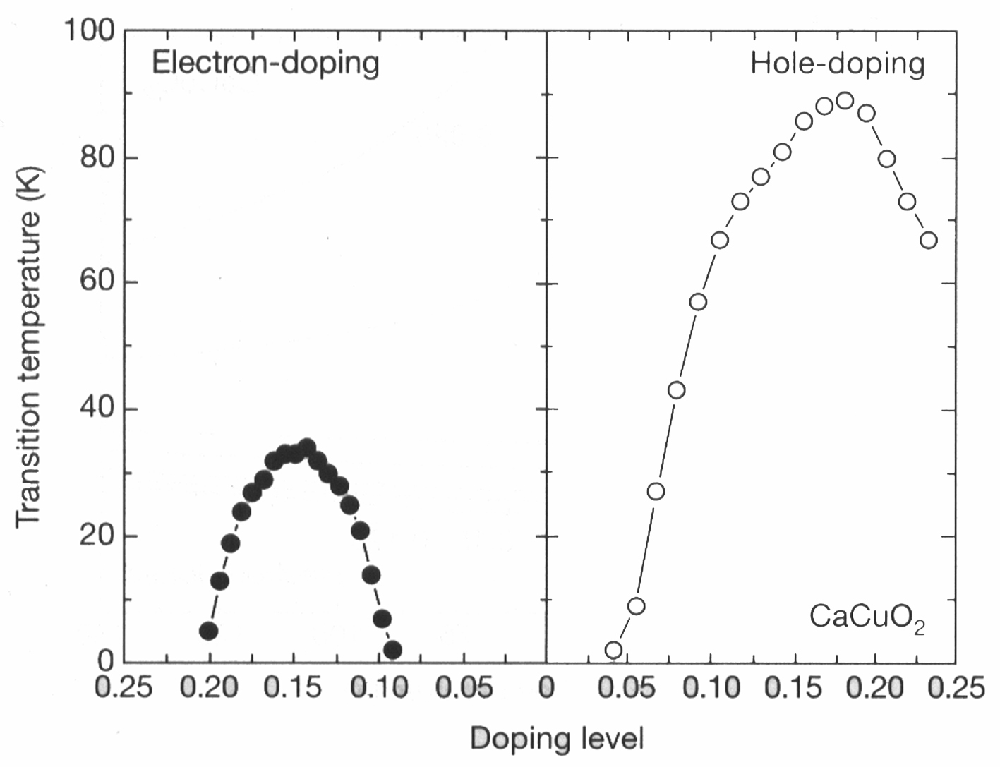 Electron-doping
Hole-doping
Transition temperature (K)
100
80
60
40
20
0
CaCuO₂
0.25 0.20 0.15 0.10 0.05 0 0.05 0.10 0.15 0.20 0.25
Doping level